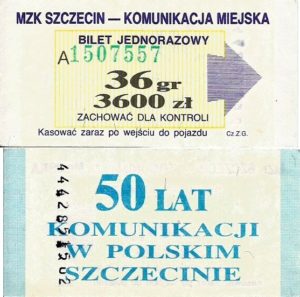 MZK SZCZECIN — KOMUNIKACJA MIEJSKA
BILET JEDNORAZOWY
A1507557
36 gr
3600 zł
ZACHOWAĆ DLA KONTROLI
Kasować zaraz po wejściu do pojazdu Cz.Z.G.
50 LAT
KOMUNIKACJI
W POLSKIM
SZCZECINIE